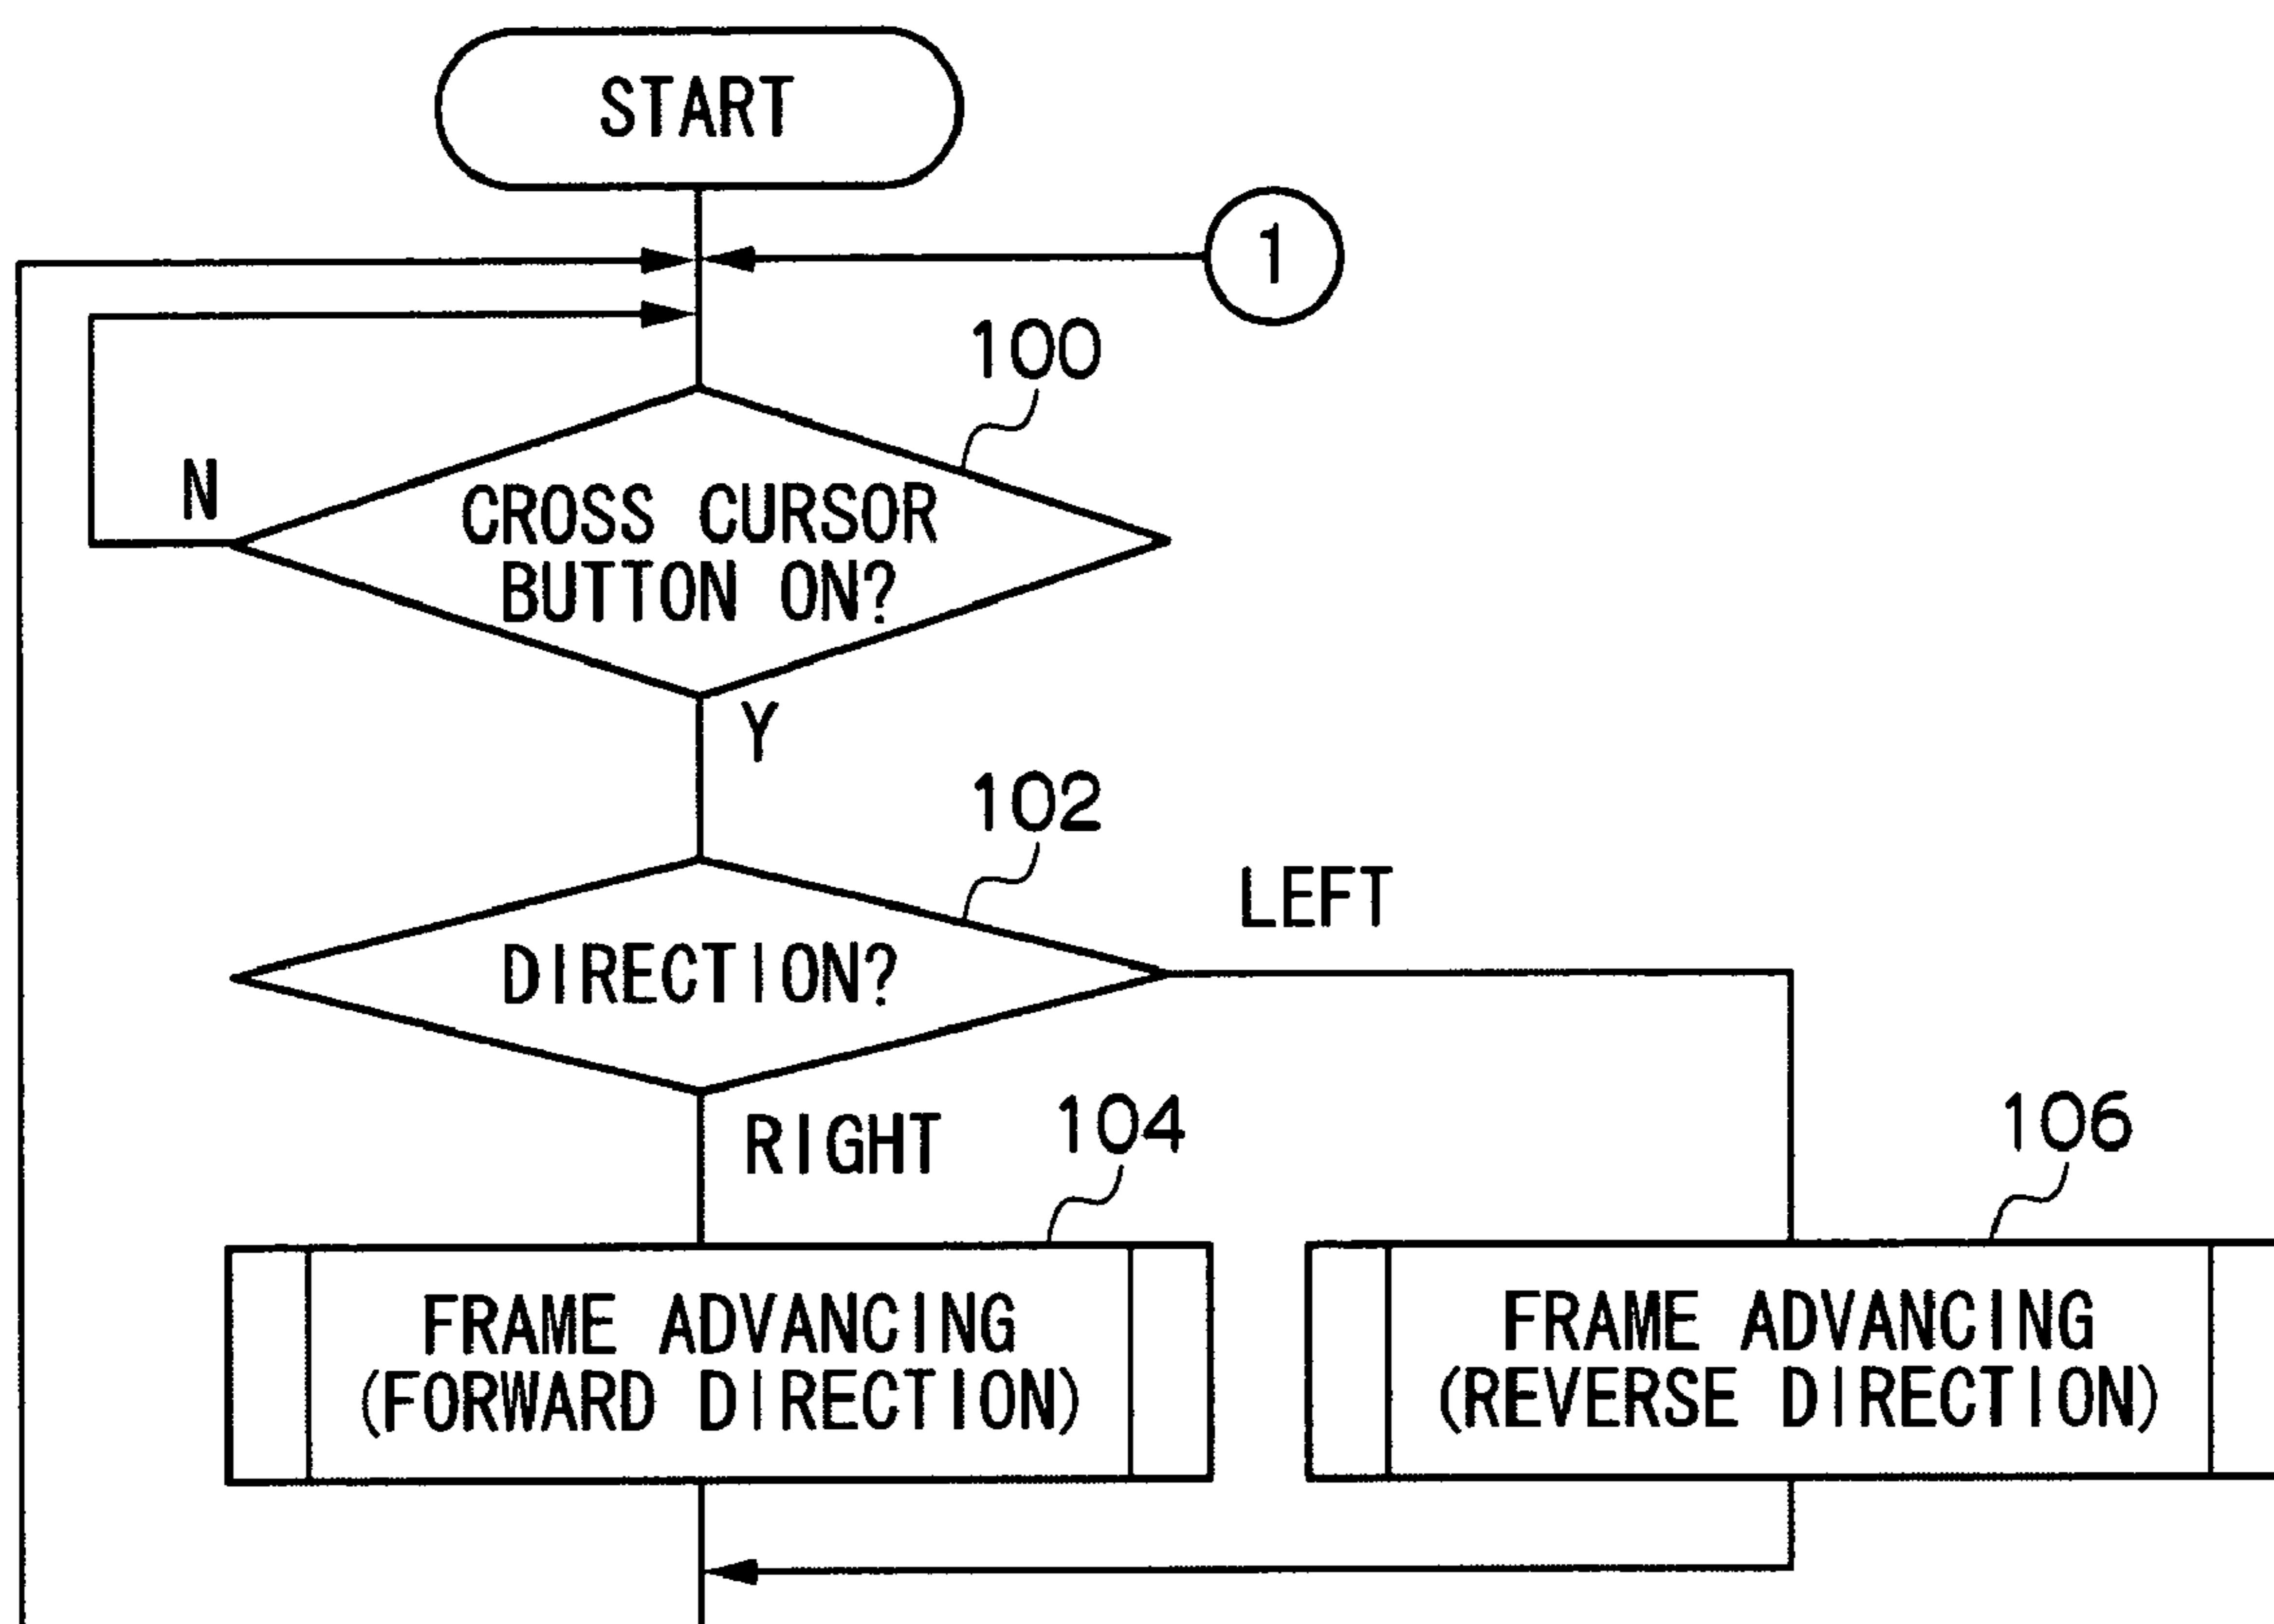 START
1
100
N
CROSS CURSOR
BUTTON ON?
Y
102
LEFT
DIRECTION?
RIGHT
104
106
FRAME ADVANCING
(FORWARD DIRECTION)
FRAME ADVANCING
(REVERSE DIRECTION)